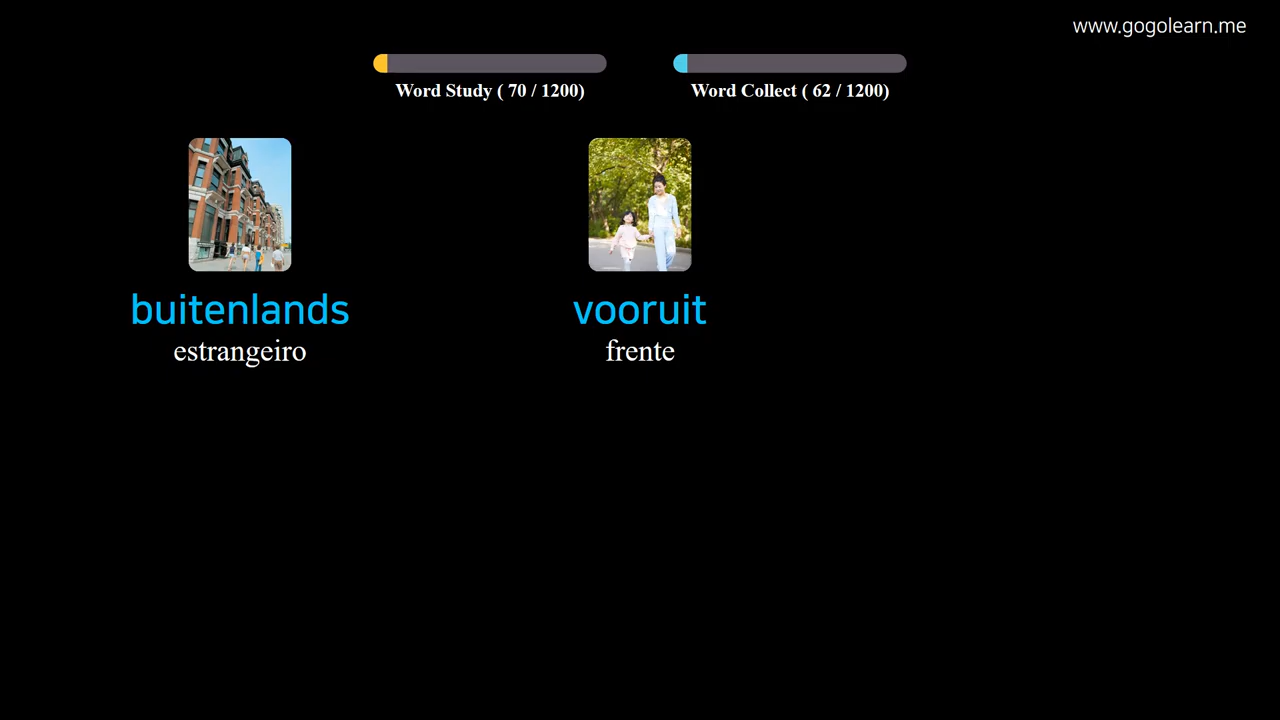 www.gogolearn.me
Word Study ( 70 / 1200)
Word Collect ( 62 / 1200)
buitenlands
estrangeiro
vooruit
frente